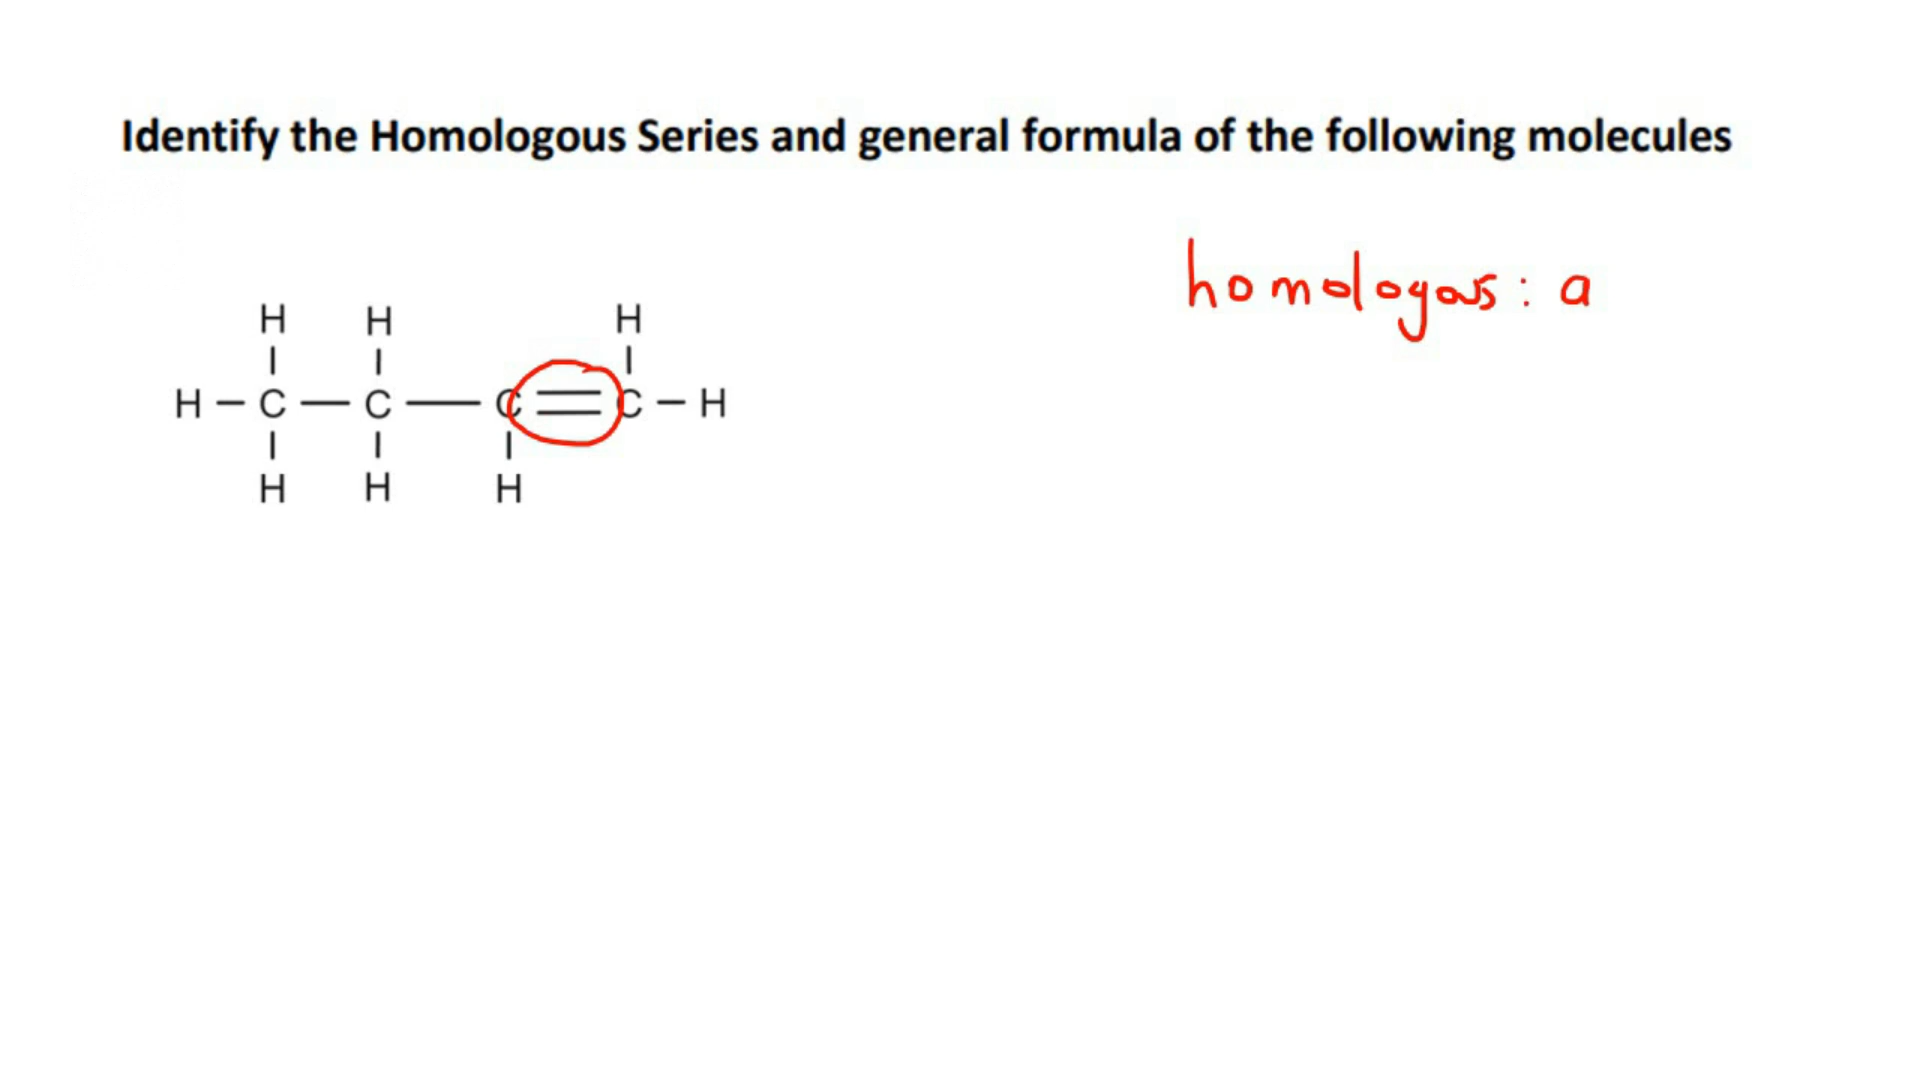 Identify the Homologous Series and general formula of the following molecules
homologous: a
H H H
H – C – C – C = C – H
H H H